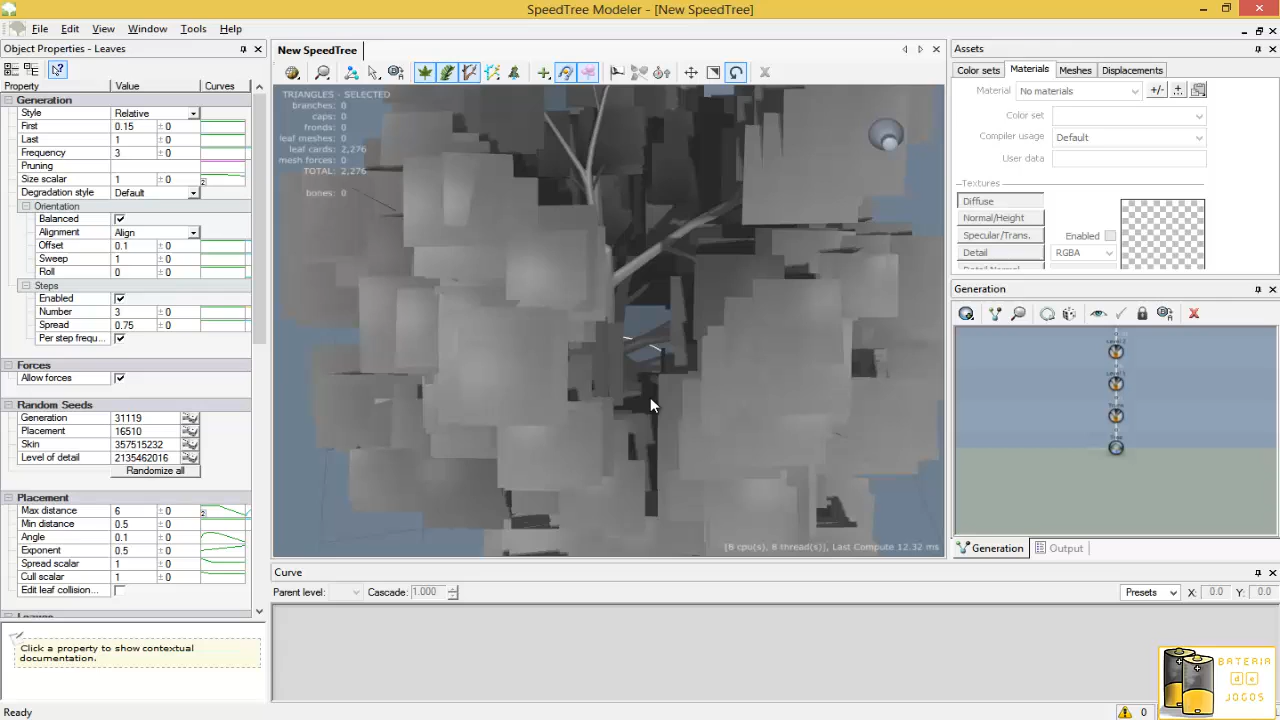 SpeedTree Modeler - [New SpeedTree]
File Edit View Window Tools Help
Object Properties - Leaves
Property Value Curves
Generation
Style Relative
First 0.15 ± 0
Last 1 ± 0
Frequency 3 ± 0
Pruning
Size scalar 1 ± 0
Degradation style Default
Orientation
Balanced
Alignment Align
Offset 0.1 ± 0
Sweep 1 ± 0
Roll 0 ± 0
Steps
Enabled
Number 3 ± 0
Spread 0.75 ± 0
Per step frequ...
Forces
Allow forces
Random Seeds
Generation 31119
Placement 16510
Skin 357515232
Level of detail 2135462016
Randomize all
Placement
Max distance 6 ± 0
Min distance 0.5 ± 0
Angle 0.1 ± 0
Exponent 0.5 ± 0
Spread scalar 1 ± 0
Cull scalar 1 ± 0
Edit leaf collision...
Click a property to show contextual
documentation.
Ready
New SpeedTree
TRIANGLES - SELECTED
branches: 0
caps: 0
fronds: 0
leaf meshes: 0
leaf cards: 2,276
mesh forces: 0
TOTAL: 2,276
bones: 0
[8 cpu(s), 8 thread(s)], Last Compute 12.32 ms
Curve
Parent level: Cascade: 1.000 Presets X: 0.0 Y: 0.0
Assets
Color sets Materials Meshes Displacements
Material No materials
Color set
Compiler usage Default
User data
Textures
Diffuse
Normal/Height
Specular/Trans. Enabled
Detail RGBA
Generation
Generation Output
BATERIA
de
JOGOS
0